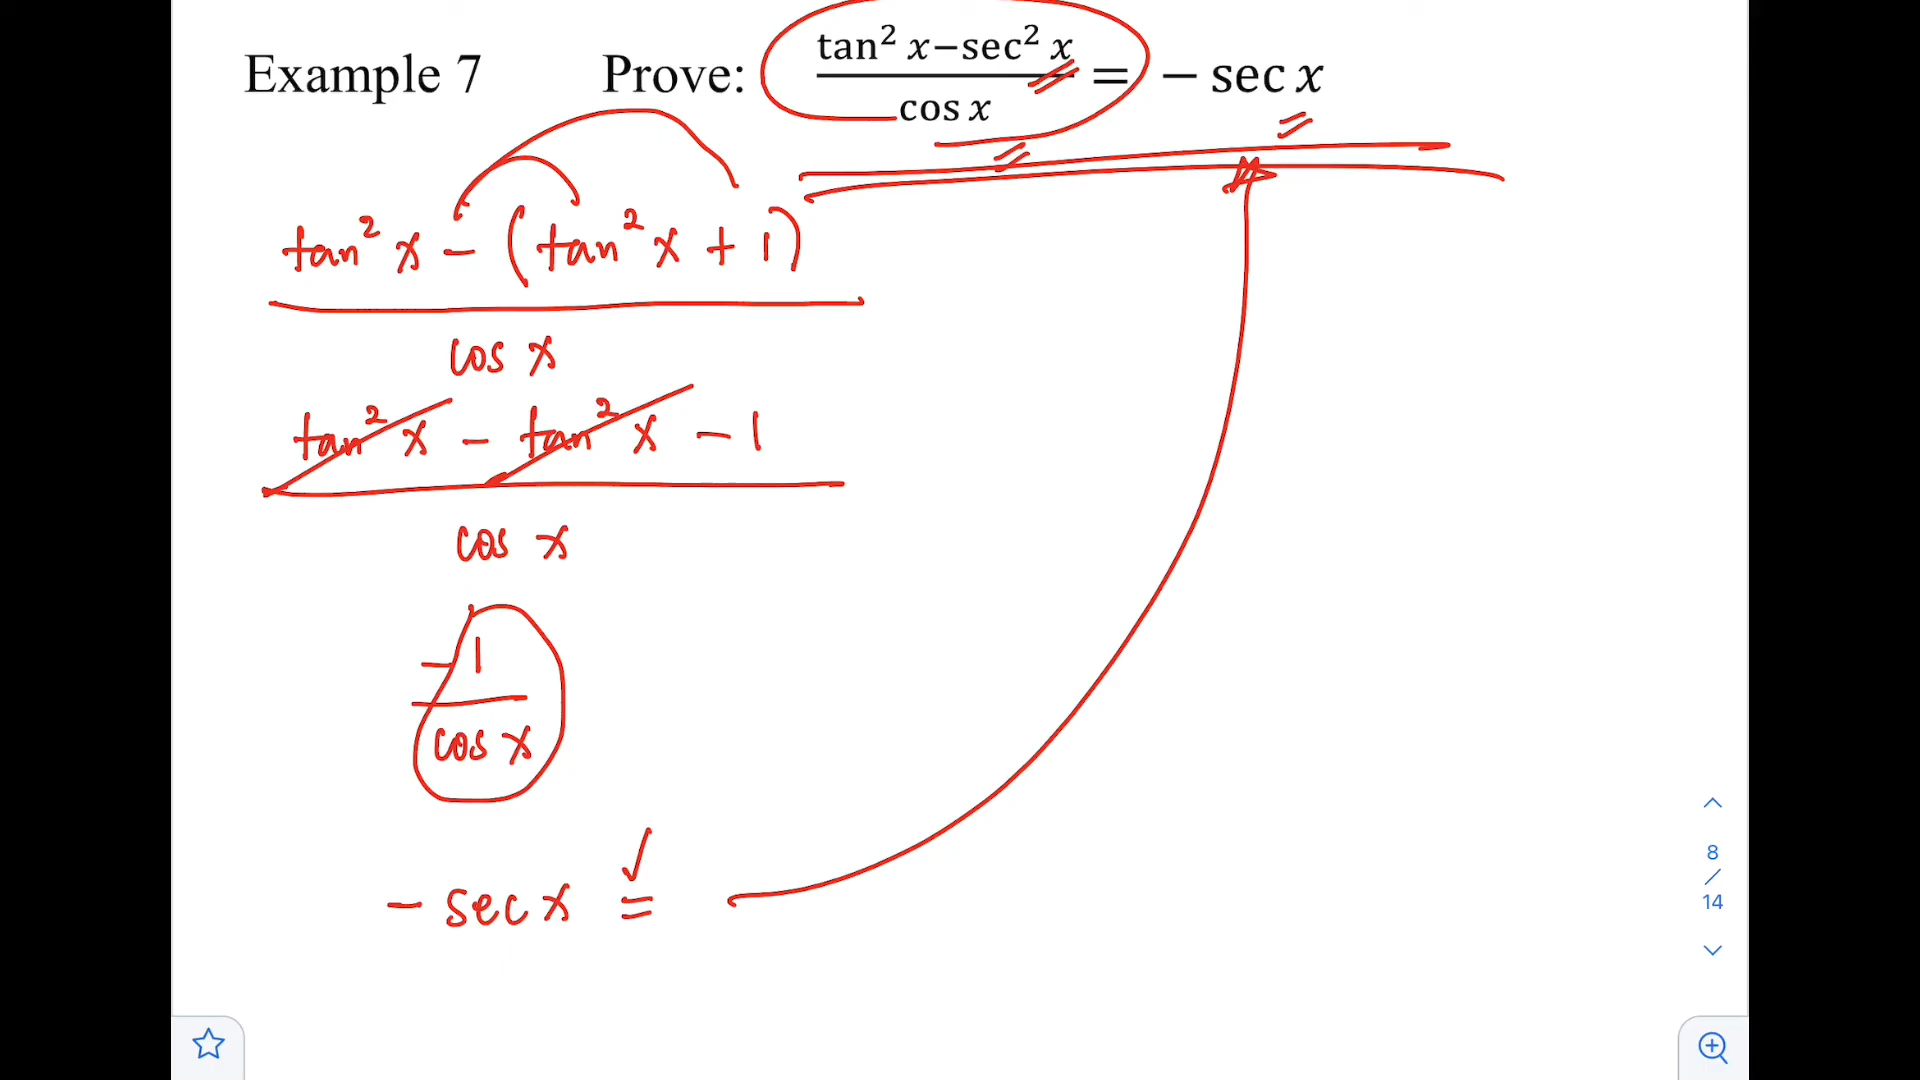 Example 7 Prove: (tan² x−sec² x)/(cos x) = − sec x
tan² x − (tan² x + 1)
cos x
tan² x − tan² x − 1
cos x
−1
cos x
− sec x =
8
/
14